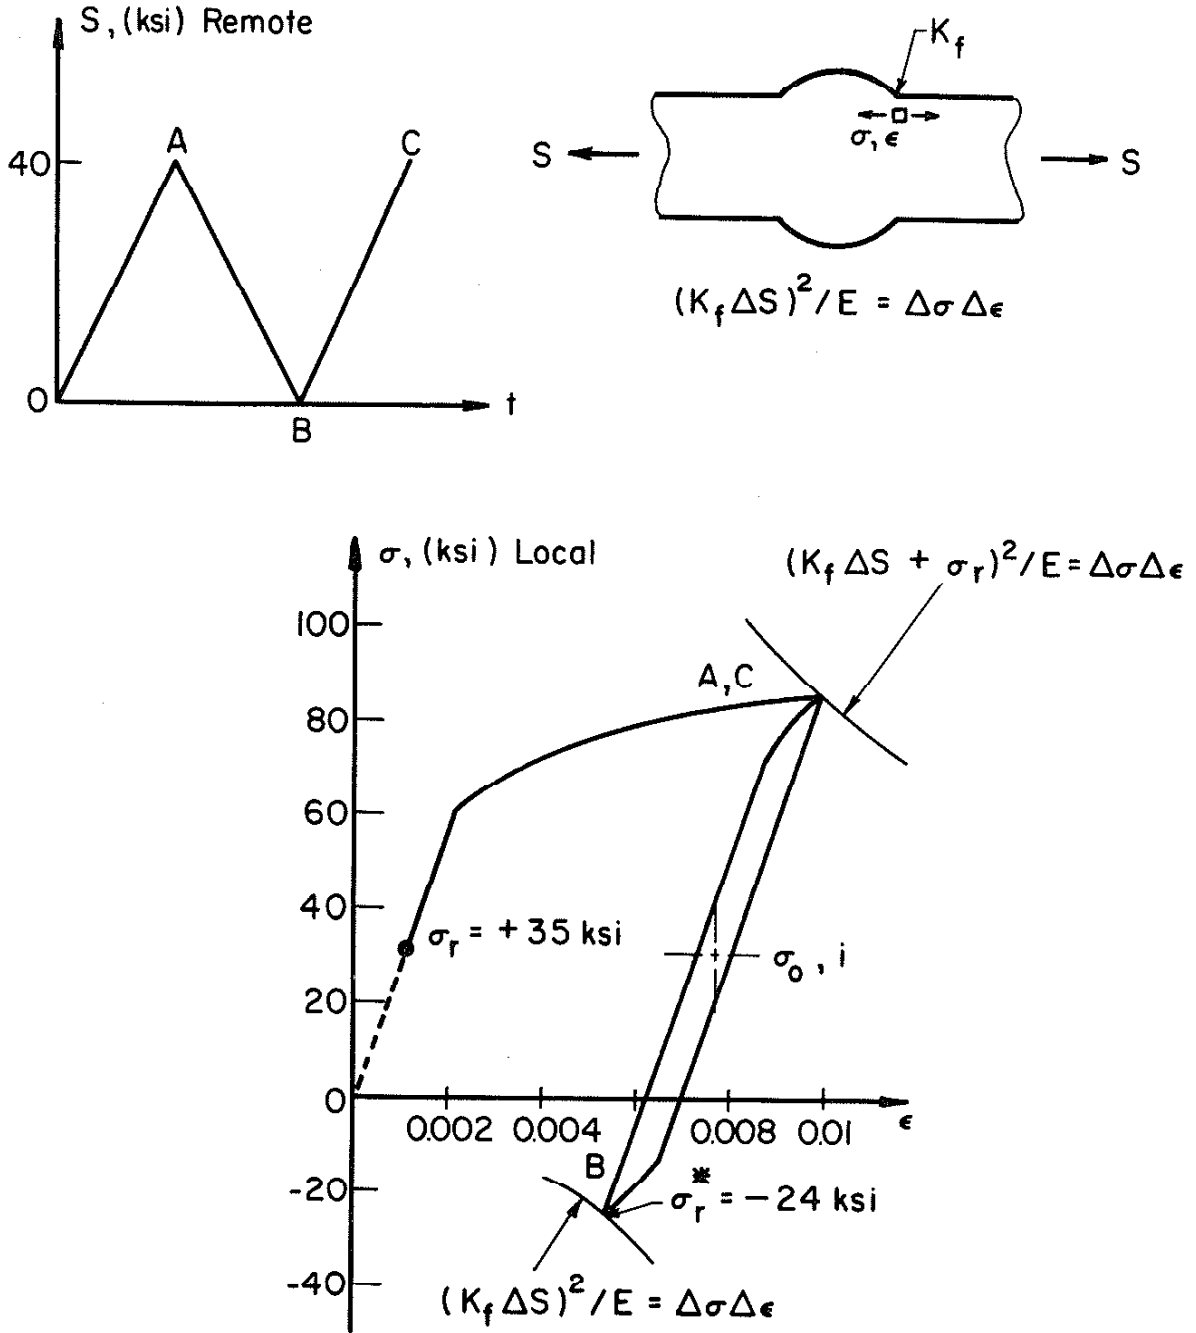 S, (ksi) Remote
40
A
C
0
B
t
K_f
σ, ϵ
S
S
(K_f ΔS)²/E = Δσ Δϵ
σ, (ksi) Local
(K_f ΔS + σ_r)²/E = Δσ Δϵ
100
A, C
80
60
40
σ_r = +35 ksi
σ_o, i
20
0
0.002
0.004
0.008
0.01
ϵ
B
-20
σ_r^* = -24 ksi
-40
(K_f ΔS)²/E = Δσ Δϵ